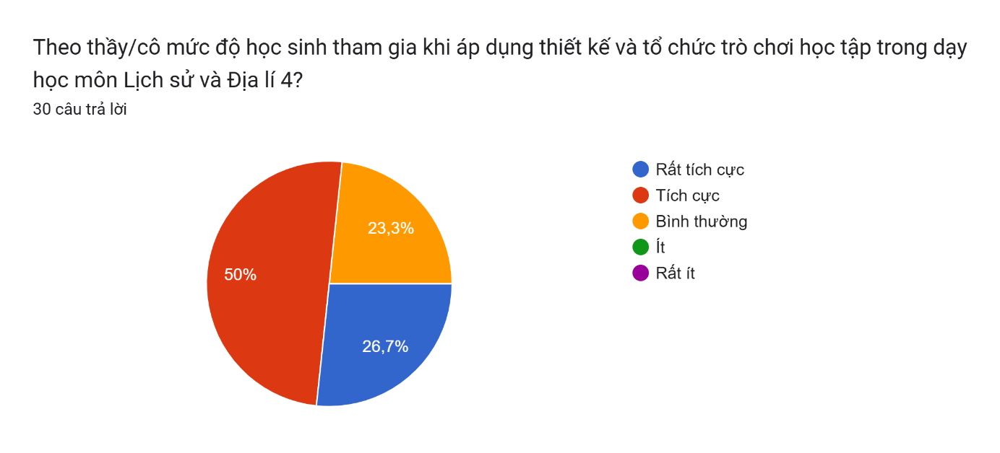 Theo thầy/cô mức độ học sinh tham gia khi áp dụng thiết kế và tổ chức trò chơi học tập trong dạy
học môn Lịch sử và Địa lí 4?
30 câu trả lời
Rất tích cực
Tích cực
Bình thường
Ít
Rất ít
23,3%
50%
26,7%